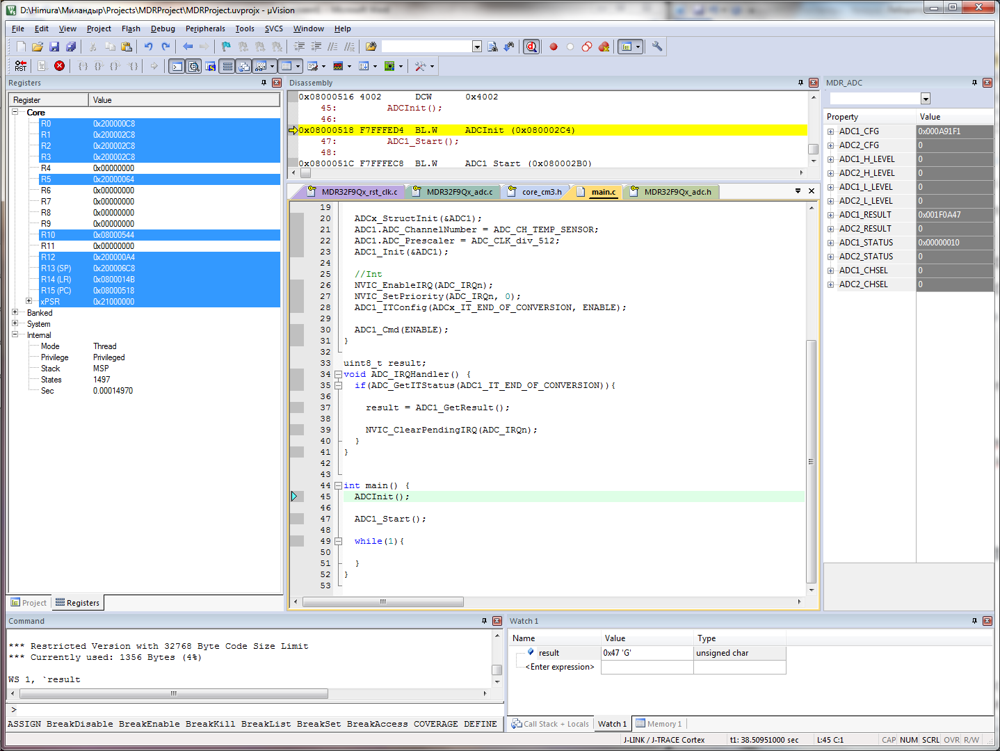 D:\Himura\Миландыр\Projects\MDRProject\MDRProject.uvprojx - µVision
File Edit View Project Flash Debug Peripherals Tools SVCS Window Help
Registers
Register Value
Core
R0 0x200000C8
R1 0x200002C8
R2 0x200002C8
R3 0x200002C8
R4 0x00000000
R5 0x20000064
R6 0x00000000
R7 0x00000000
R8 0x00000000
R9 0x00000000
R10 0x08000544
R11 0x00000000
R12 0x200000A4
R13 (SP) 0x200006C8
R14 (LR) 0x0800014B
R15 (PC) 0x08000518
xPSR 0x21000000
Banked
System
Internal
Mode Thread
Privilege Privileged
Stack MSP
States 1497
Sec 0.00014970
Project Registers
Disassembly
0x08000516 4002 DCW 0x4002
45: ADCInit();
46:
0x08000518 F7FFFED4 BL.W ADCInit (0x080002C4)
47: ADC1_Start();
48:
0x0800051C F7FFFEC8 BL.W ADC1_Start (0x080002B0)
MDR32F9Qx_rst_clk.c MDR32F9Qx_adc.c core_cm3.h main.c MDR32F9Qx_adc.h
19
20 ADCx_StructInit(&ADC1);
21 ADC1.ADC_ChannelNumber = ADC_CH_TEMP_SENSOR;
22 ADC1.ADC_Prescaler = ADC_CLK_div_512;
23 ADC1_Init(&ADC1);
24
25 //Int
26 NVIC_EnableIRQ(ADC_IRQn);
27 NVIC_SetPriority(ADC_IRQn, 0);
28 ADC1_ITConfig(ADCx_IT_END_OF_CONVERSION, ENABLE);
29
30 ADC1_Cmd(ENABLE);
31 }
32
33 uint8_t result;
34 void ADC_IRQHandler() {
35 if(ADC_GetITStatus(ADC1_IT_END_OF_CONVERSION)){
36
37 result = ADC1_GetResult();
38
39 NVIC_ClearPendingIRQ(ADC_IRQn);
40 }
41 }
42
43
44 int main() {
45 ADCInit();
46
47 ADC1_Start();
48
49 while(1){
50
51 }
52 }
53
MDR_ADC
Property Value
ADC1_CFG 0x000A91F1
ADC2_CFG 0
ADC1_H_LEVEL 0
ADC2_H_LEVEL 0
ADC1_L_LEVEL 0
ADC2_L_LEVEL 0
ADC1_RESULT 0x001F0A47
ADC2_RESULT 0
ADC1_STATUS 0x00000010
ADC2_STATUS 0
ADC1_CHSEL 0
ADC2_CHSEL 0
Command
*** Restricted Version with 32768 Byte Code Size Limit
*** Currently used: 1356 Bytes (4%)
WS 1, `result
>
ASSIGN BreakDisable BreakEnable BreakKill BreakList BreakSet BreakAccess COVERAGE DEFINE
Watch 1
Name Value Type
result 0x47 'G' unsigned char
<Enter expression>
Call Stack + Locals Watch 1 Memory 1
J-LINK / J-TRACE Cortex t1: 38.50951000 sec L:45 C:1 CAP NUM SCRL OVR R/W